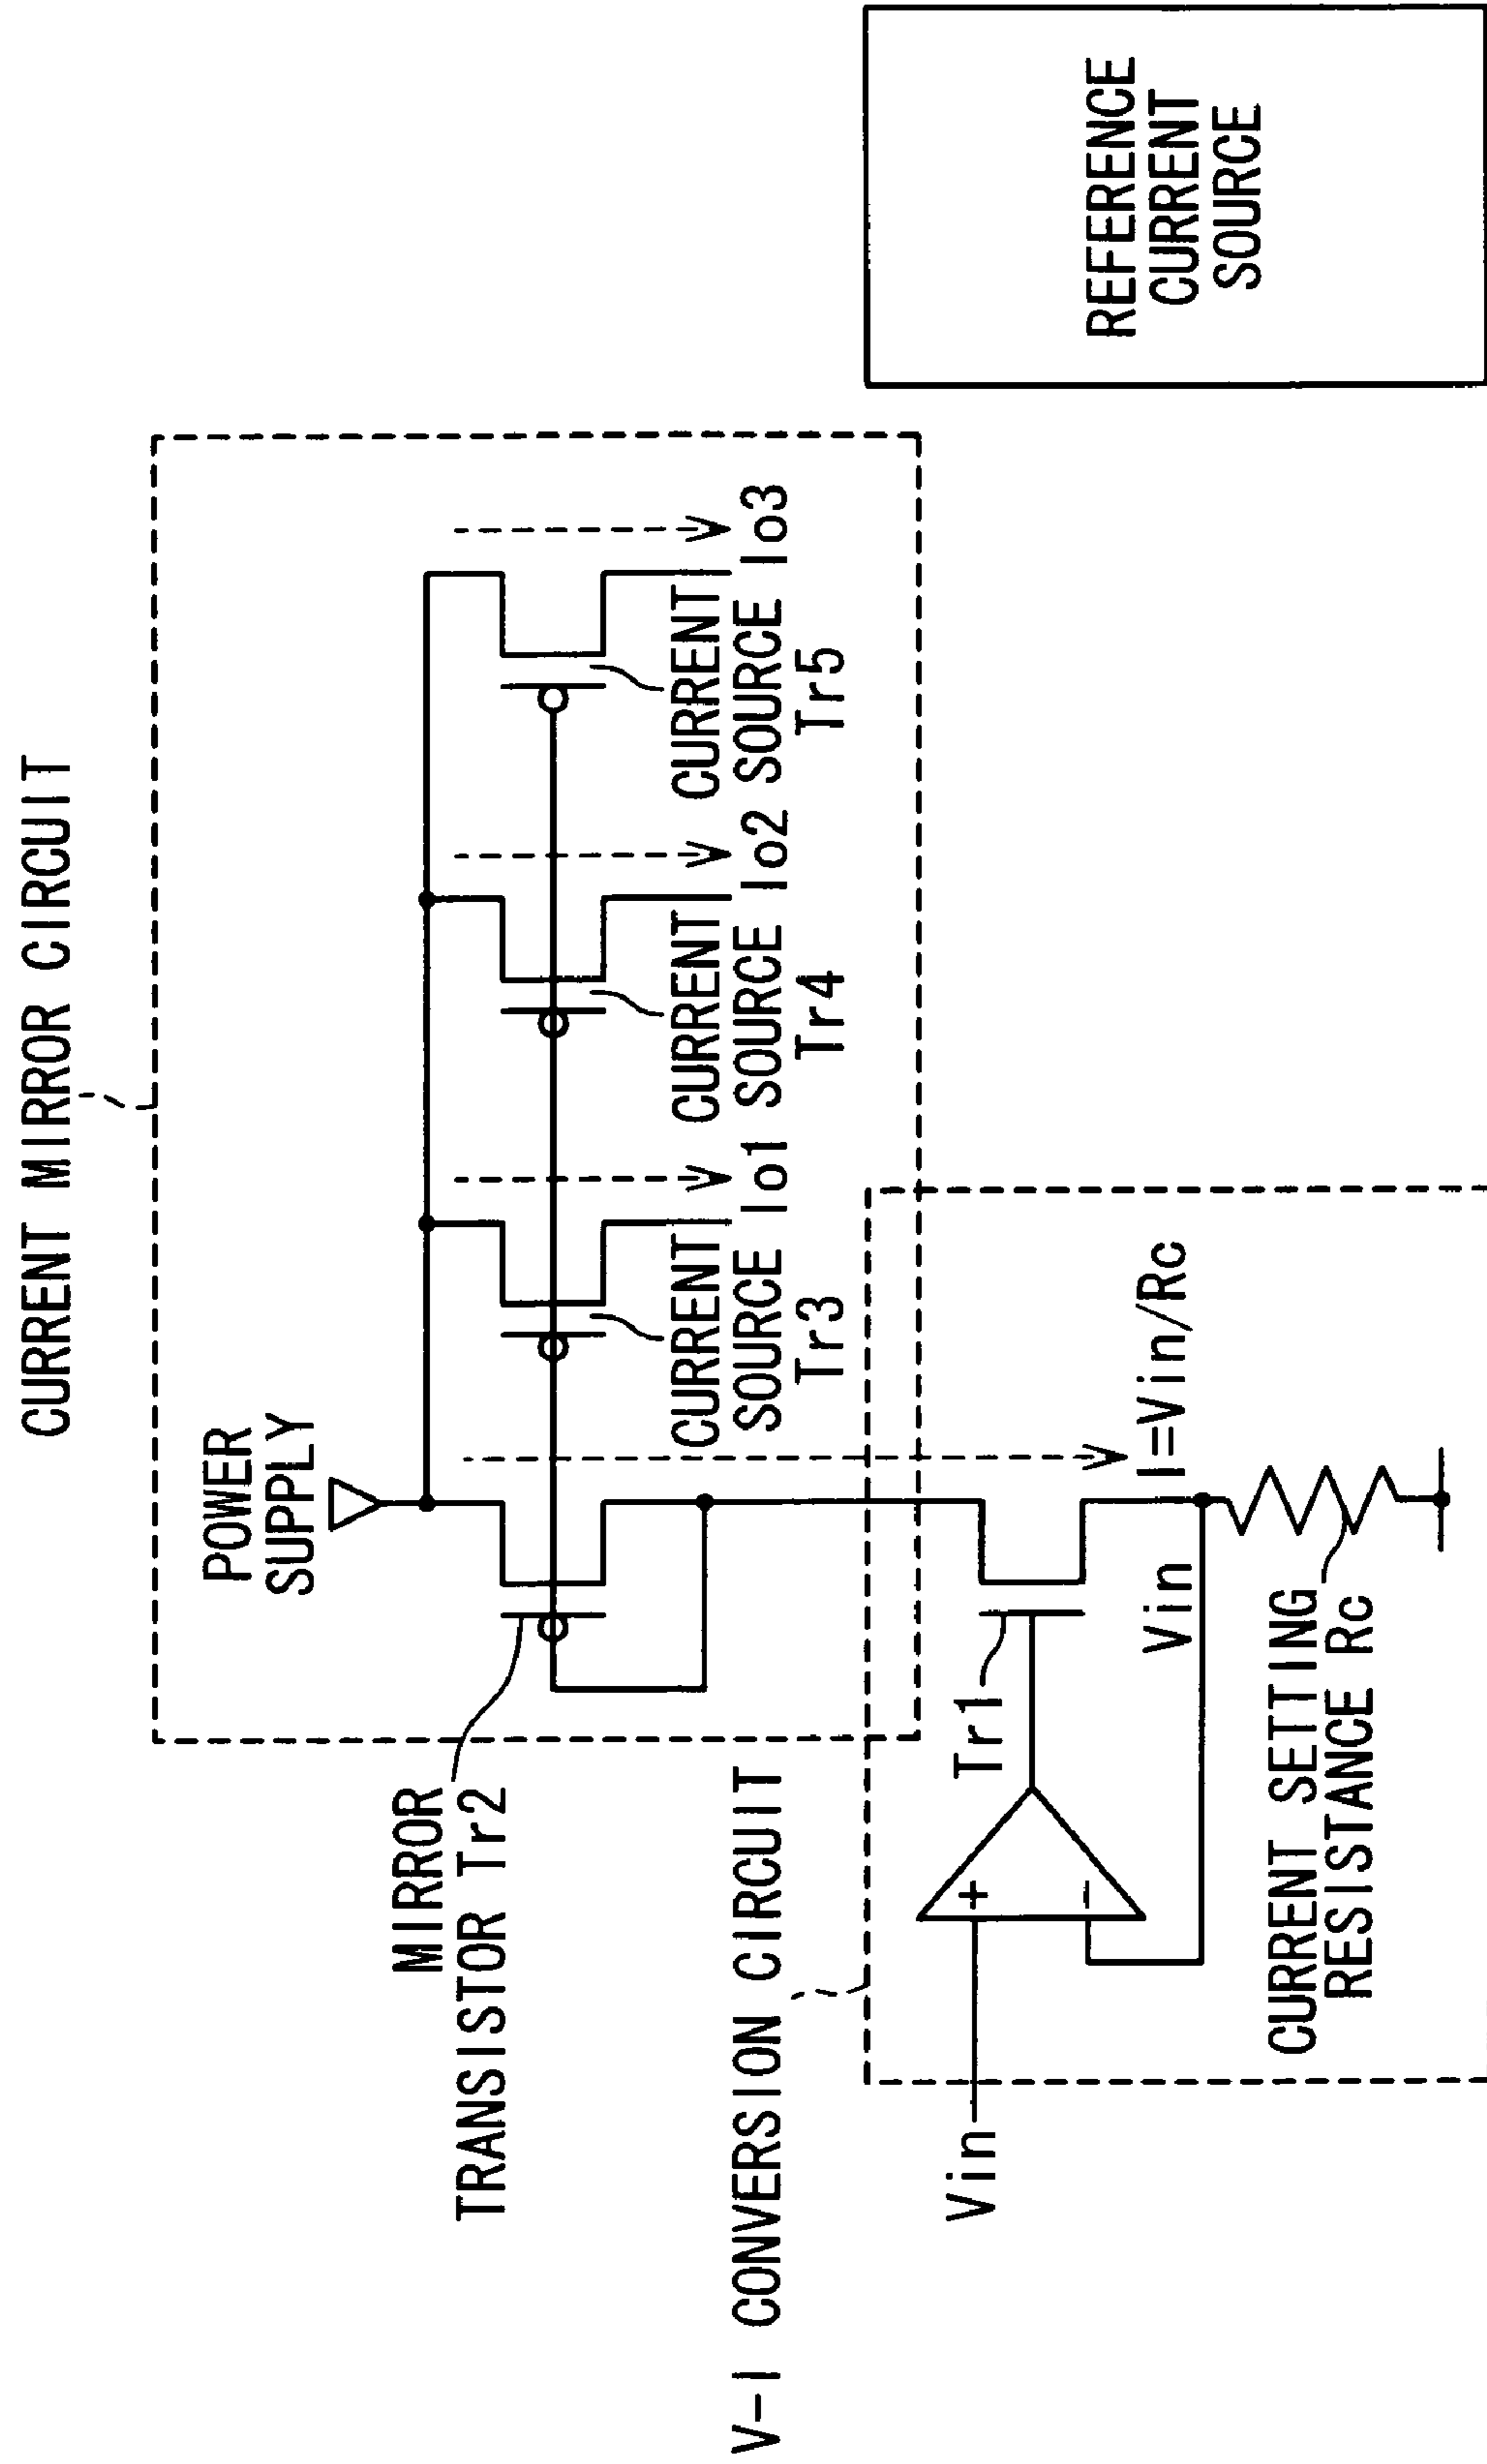 CURRENT MIRROR CIRCUIT
POWER
SUPPLY
MIRROR
TRANSISTOR Tr2
CURRENT
SOURCE
Tr3
Io1
CURRENT
SOURCE
Tr4
Io2
CURRENT
SOURCE
Tr5
Io3
V-I CONVERSION CIRCUIT
Vin
+
-
Tr1
I=Vin/Rc
Vin
CURRENT SETTING
RESISTANCE Rc
REFERENCE
CURRENT
SOURCE